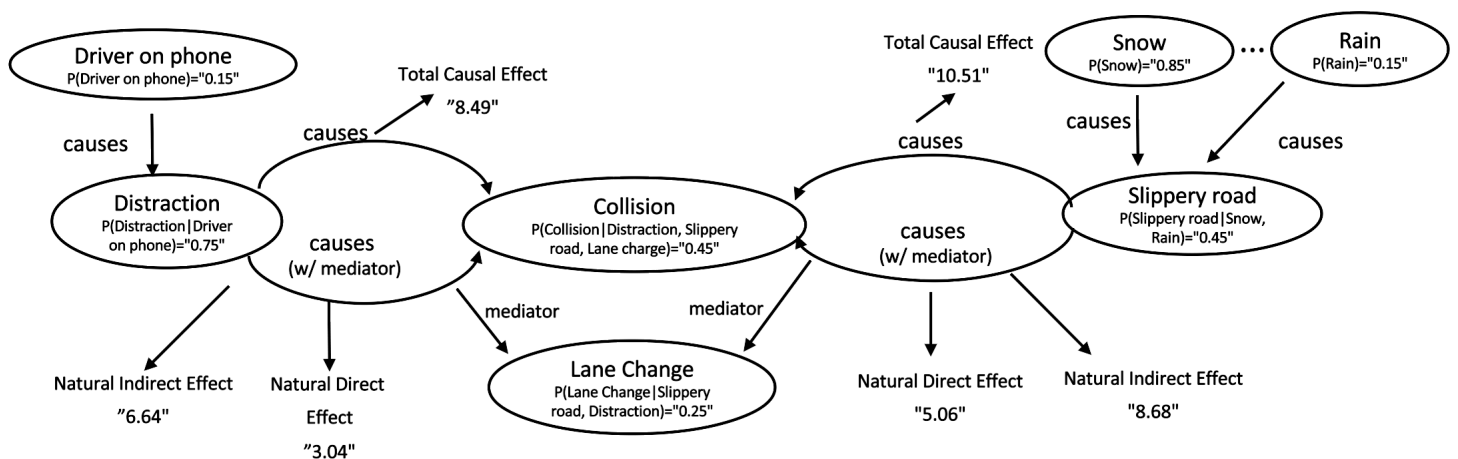 Driver on phone
P(Driver on phone)="0.15"
Total Causal Effect
”8.49"
Total Causal Effect
"10.51"
Snow
P(Snow)="0.85"
...
Rain
P(Rain)="0.15"
causes
causes
causes
causes
causes
Distraction
P(Distraction|Driver
on phone)="0.75"
causes
(w/ mediator)
Collision
P(Collision|Distraction, Slippery
road, Lane charge)="0.45"
causes
(w/ mediator)
Slippery road
P(Slippery road|Snow,
Rain)="0.45"
mediator
mediator
Natural Indirect Effect
”6.64"
Natural Direct
Effect
”3.04"
Lane Change
P(Lane Change|Slippery
road, Distraction)="0.25"
Natural Direct Effect
"5.06"
Natural Indirect Effect
"8.68"